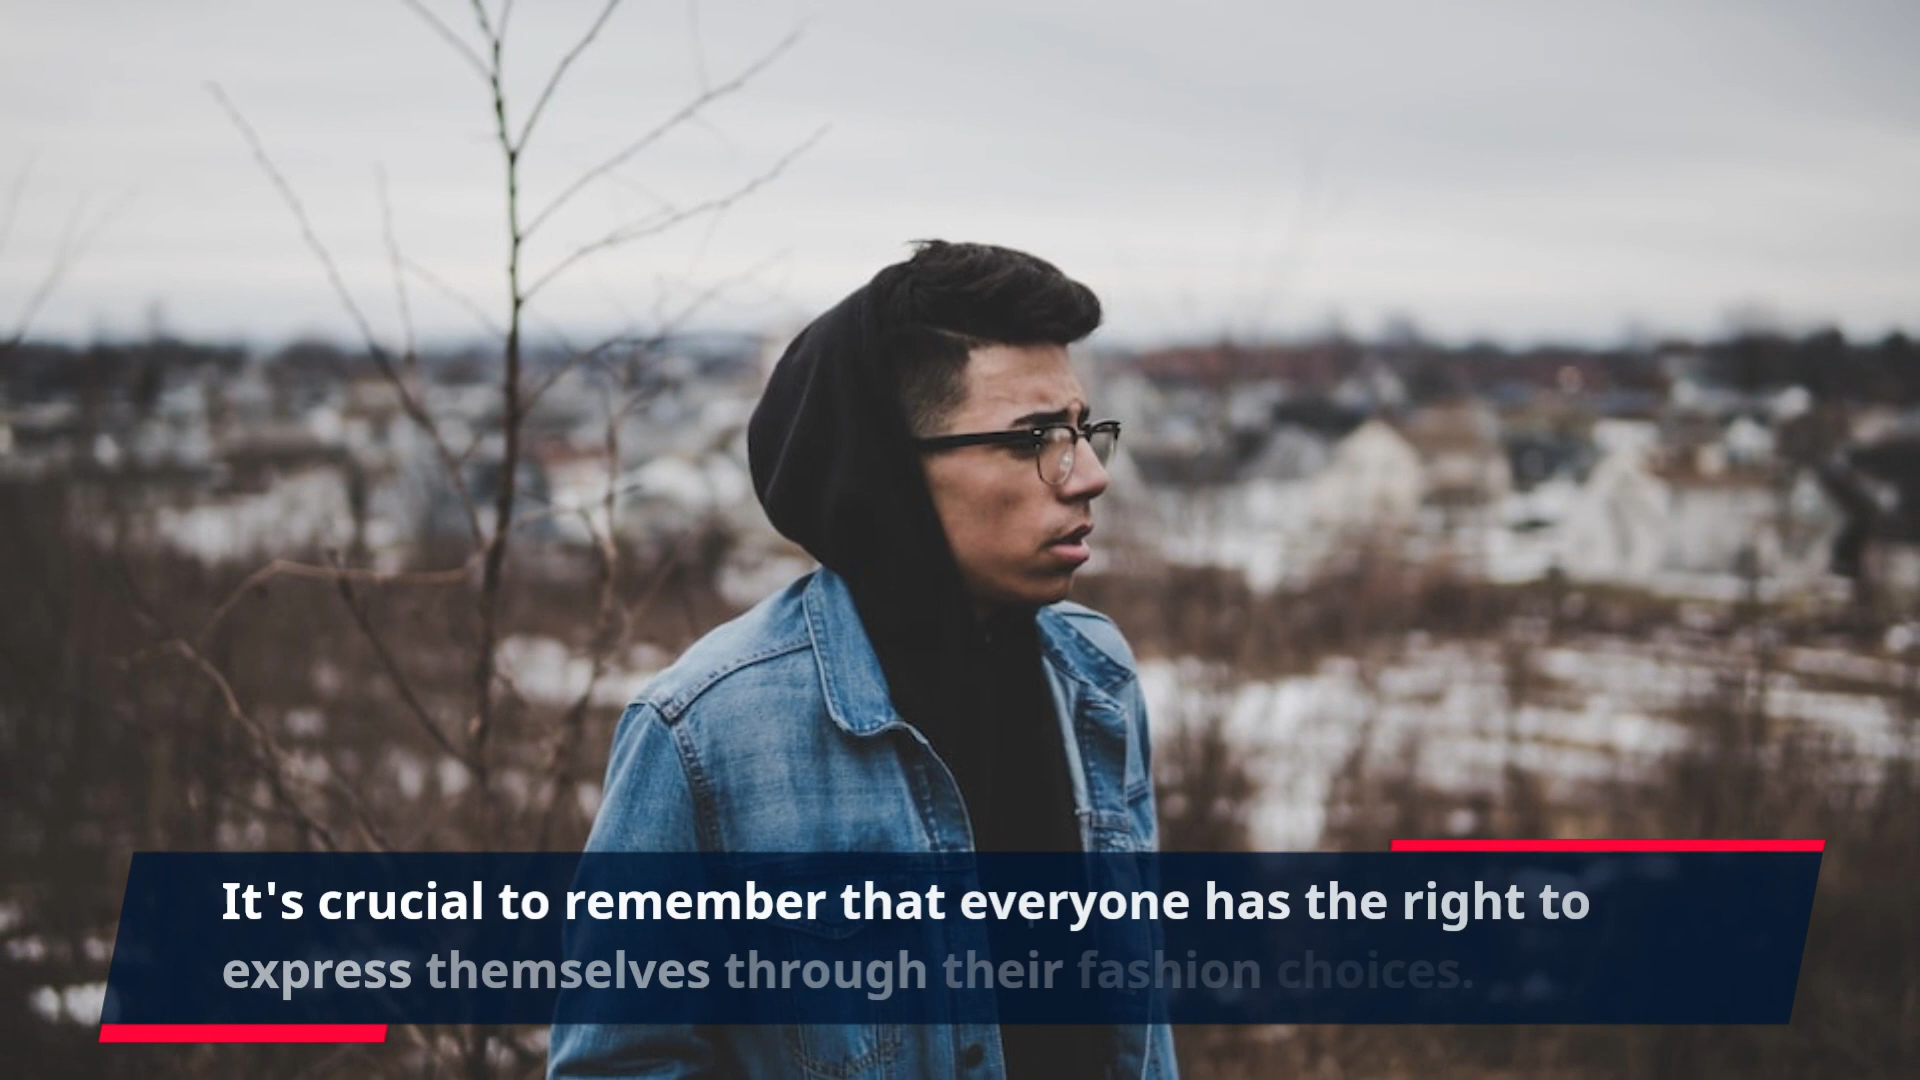 It's crucial to remember that everyone has the right to
express themselves through their fashion choices.